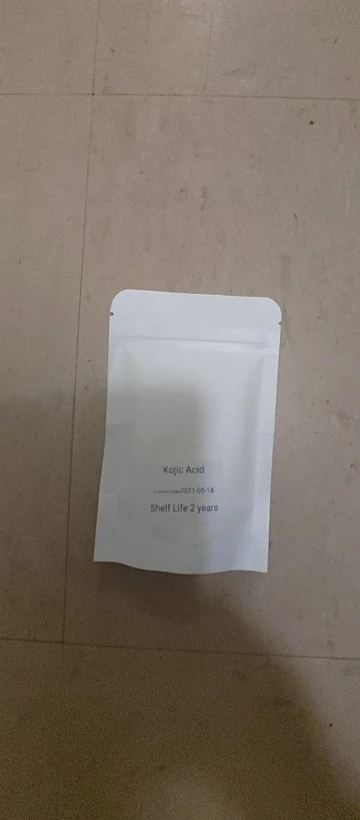 Kojic Acid
2021-05-18
Shelf Life 2 years